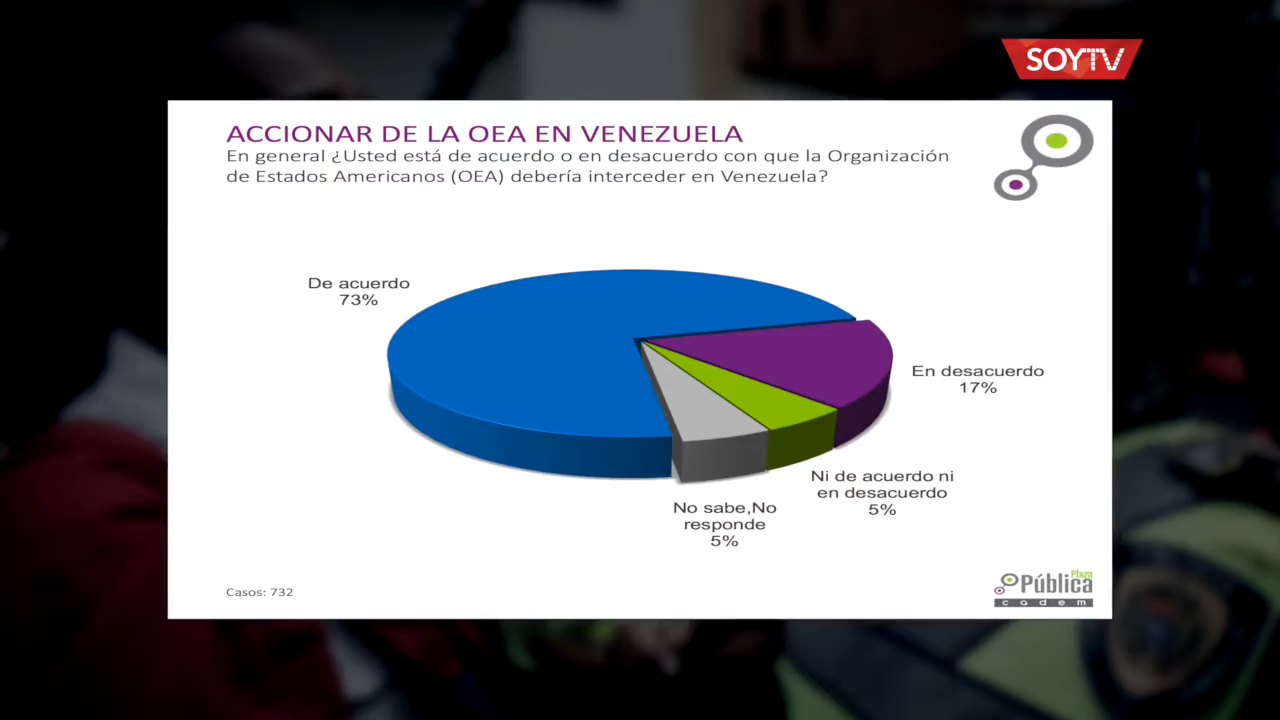 SOYTV
ACCIONAR DE LA OEA EN VENEZUELA
En general ¿Usted está de acuerdo o en desacuerdo con que la Organización
de Estados Americanos (OEA) debería interceder en Venezuela?
De acuerdo
73%
En desacuerdo
17%
Ni de acuerdo ni
en desacuerdo
5%
No sabe,No
responde
5%
Casos: 732
Plaza
Pública
cadem